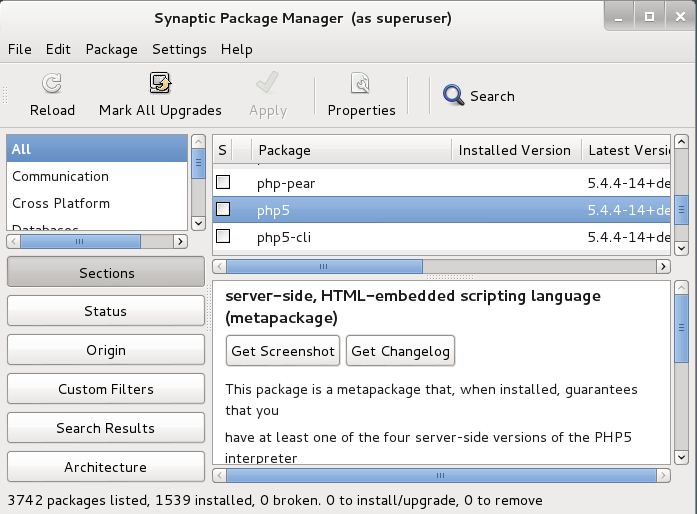 Synaptic Package Manager (as superuser)
File Edit Package Settings Help
Reload Mark All Upgrades Apply Properties Search
All
Communication
Cross Platform
Databases
S Package Installed Version Latest Versi
php-pear 5.4.4-14+de
php5 5.4.4-14+de
php5-cli 5.4.4-14+de
Sections
Status
Origin
Custom Filters
Search Results
Architecture
server-side, HTML-embedded scripting language
(metapackage)
Get Screenshot Get Changelog
This package is a metapackage that, when installed, guarantees
that you
have at least one of the four server-side versions of the PHP5
interpreter
3742 packages listed, 1539 installed, 0 broken. 0 to install/upgrade, 0 to remove